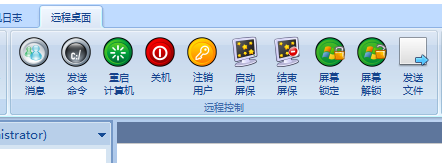 机日志 远程桌面
发送消息 发送命令 重启计算机 关机 注销用户 启动屏保 结束屏保 屏幕锁定 屏幕解锁 发送文件
远程控制
istrator)